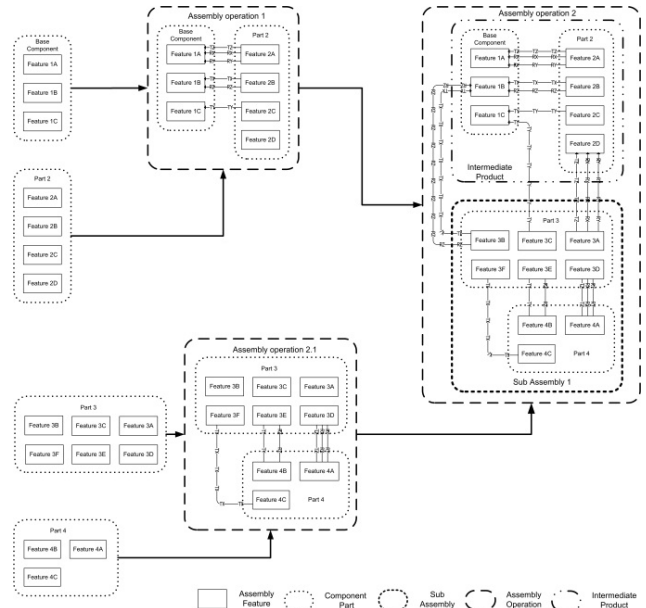 Base
Component
Feature 1A
Feature 1B
Feature 1C
Part 2
Feature 2A
Feature 2B
Feature 2C
Feature 2D
Assembly operation 1
Base
Component
Part 2
Feature 1A
Feature 2A
Feature 1B
Feature 2B
Feature 1C
Feature 2C
Feature 2D
Assembly operation 2
Base
Component
Part 2
Feature 1A
Feature 2A
Feature 1B
Feature 2B
Feature 1C
Feature 2C
Feature 2D
Intermediate
Product
Part 3
Feature 3B
Feature 3C
Feature 3A
Feature 3F
Feature 3E
Feature 3D
Feature 4B
Feature 4A
Feature 4C
Part 4
Sub Assembly 1
Assembly operation 2.1
Part 3
Feature 3B
Feature 3C
Feature 3A
Feature 3F
Feature 3E
Feature 3D
Feature 4B
Feature 4A
Feature 4C
Part 4
Part 3
Feature 3B
Feature 3C
Feature 3A
Feature 3F
Feature 3E
Feature 3D
Part 4
Feature 4B
Feature 4A
Feature 4C
Assembly
Feature
Component
Part
Sub
Assembly
Assembly
Operation
Intermediate
Product